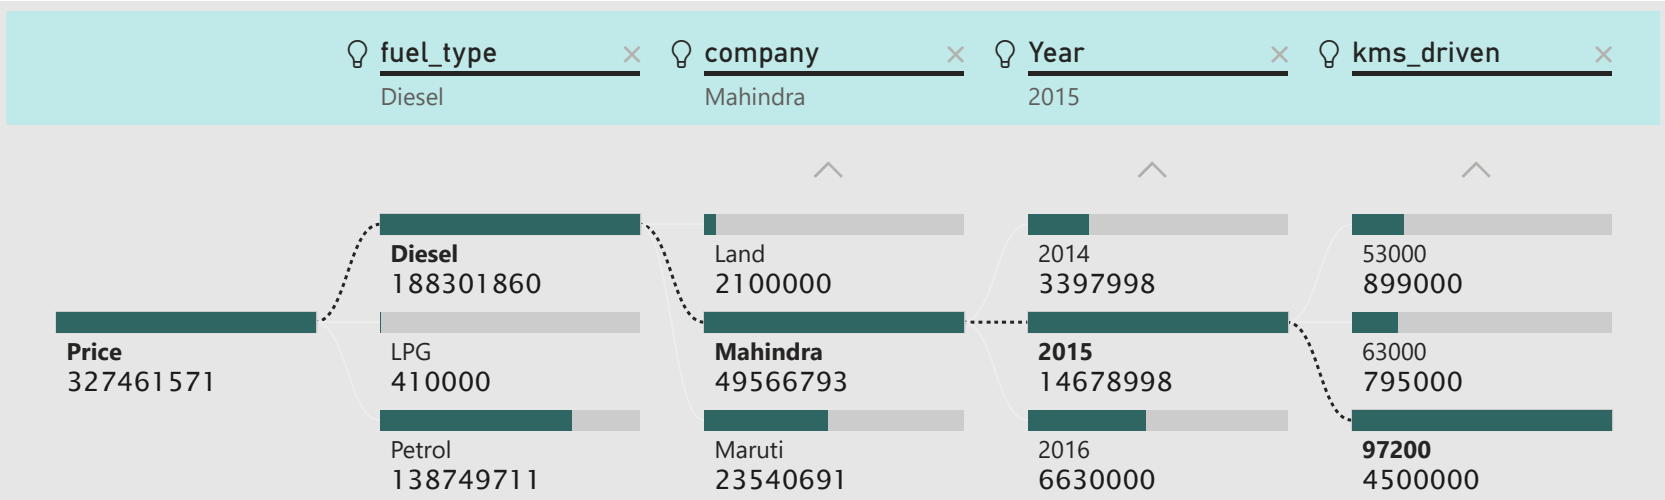 fuel_type
Diesel
company
Mahindra
Year
2015
kms_driven
Price
327461571
Diesel
188301860
LPG
410000
Petrol
138749711
Land
2100000
Mahindra
49566793
Maruti
23540691
2014
3397998
2015
14678998
2016
6630000
53000
899000
63000
795000
97200
4500000